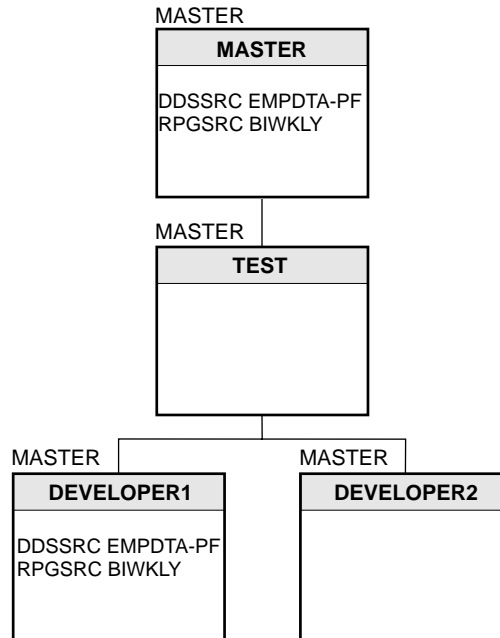 MASTER
MASTER
DDSSRC EMPDTA-PF
RPGSRC BIWKLY
MASTER
TEST
MASTER
DEVELOPER1
DDSSRC EMPDTA-PF
RPGSRC BIWKLY
MASTER
DEVELOPER2